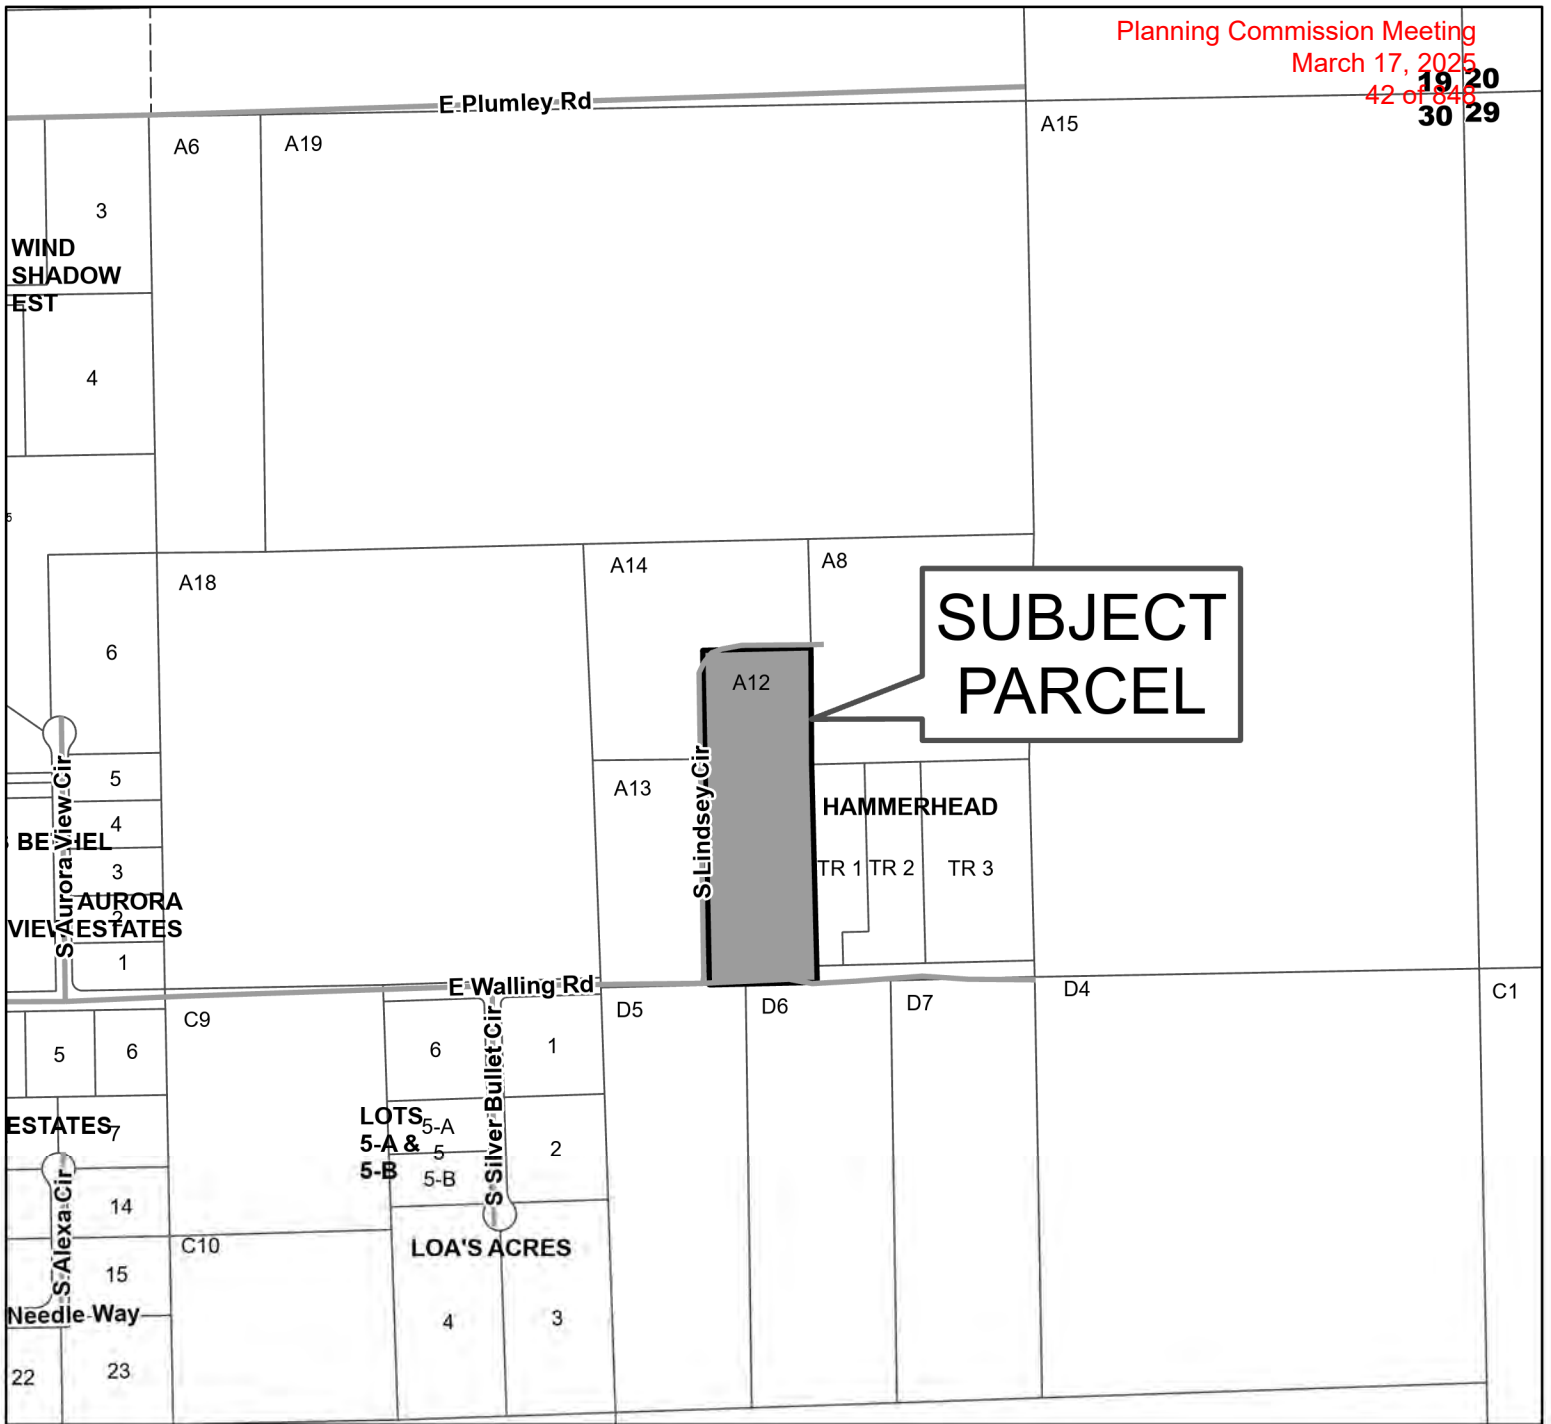 Planning Commission Meeting
March 17, 2025
42 of 848
19 20
30 29
E Plumley Rd
A6
A19
A15
3
WIND
SHADOW
EST
4
5
A18
A14
A8
SUBJECT
PARCEL
6
A12
S Lindsey Cir
A13
HAMMERHEAD
TR 1
TR 2
TR 3
S Aurora View Cir
5
4
BETHEL
3
AURORA
2
VIEW ESTATES
1
E Walling Rd
C9
D5
D6
D7
D4
C1
5
6
6
1
S Silver Bullet Cir
ESTATES
7
LOTS
5-A &
5-B
5-A
5
5-B
2
S Alexa Cir
14
C10
LOA'S ACRES
15
Needle Way
4
3
22
23